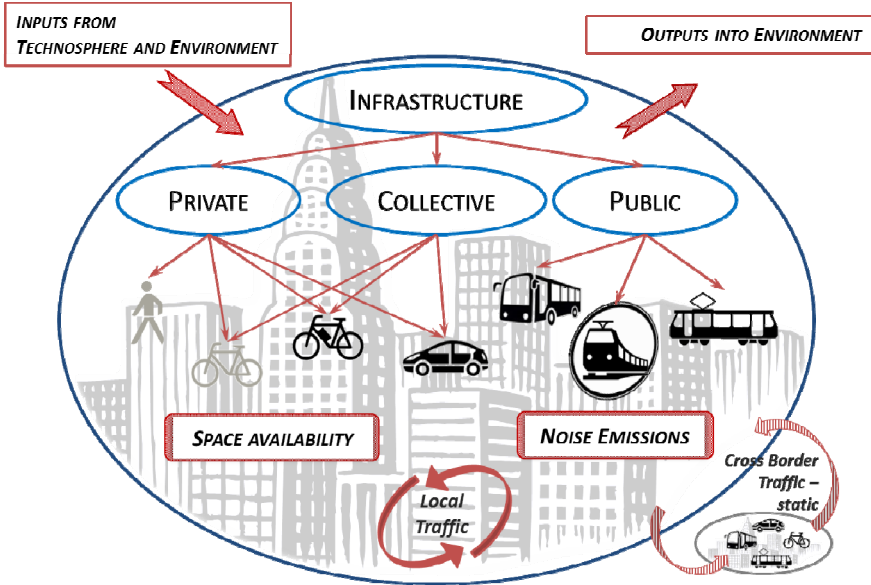 INPUTS FROM
TECHNOSPHERE AND ENVIRONMENT
OUTPUTS INTO ENVIRONMENT
INFRASTRUCTURE
PRIVATE
COLLECTIVE
PUBLIC
SPACE AVAILABILITY
NOISE EMISSIONS
Cross Border
Traffic –
static
Local
Traffic